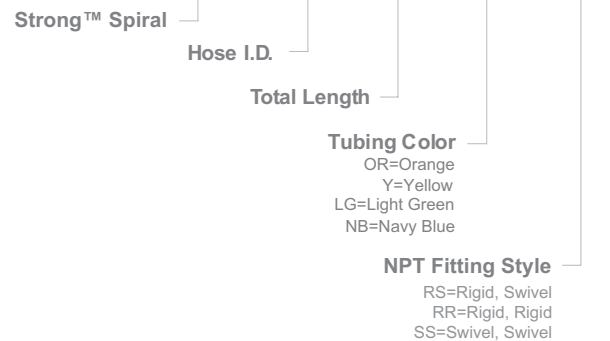 Strong™ Spiral
Hose I.D.
Total Length
Tubing Color
OR=Orange
Y=Yellow
LG=Light Green
NB=Navy Blue
NPT Fitting Style
RS=Rigid, Swivel
RR=Rigid, Rigid
SS=Swivel, Swivel